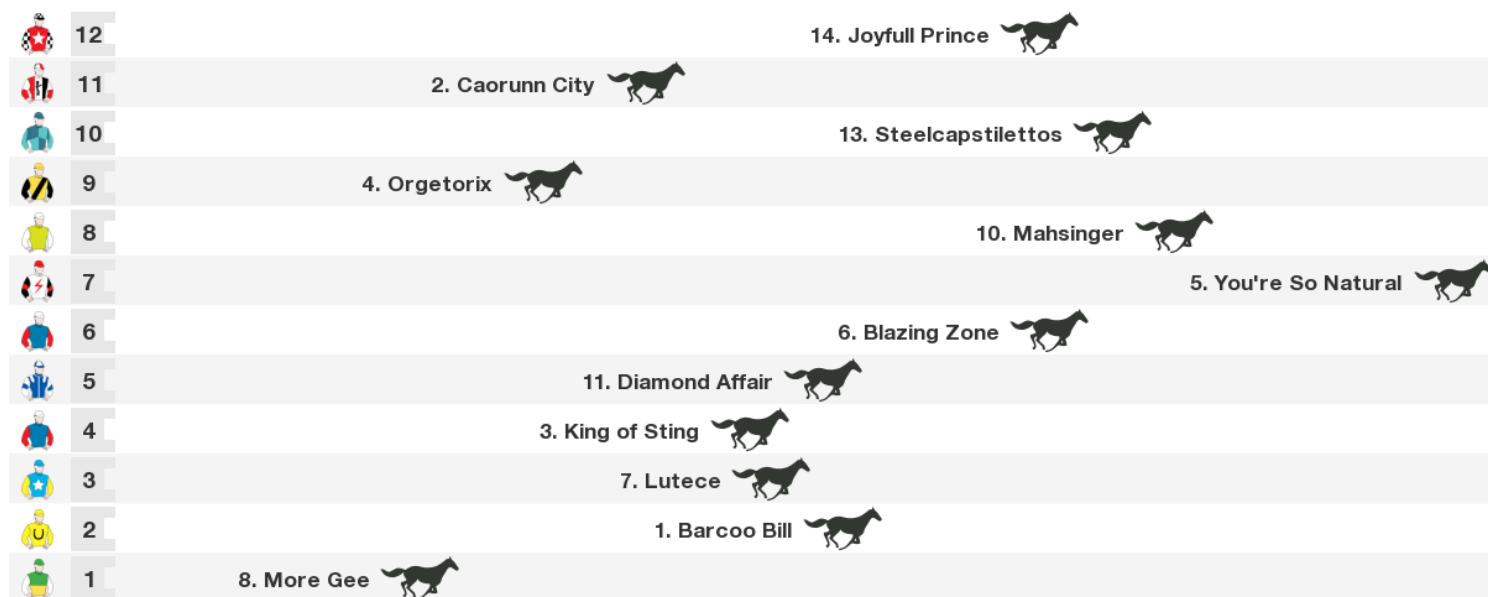 12 14. Joyfull Prince
11 2. Caorunn City
10 13. Steelcapstilettos
9 4. Orgetorix
8 10. Mahsinger
7 5. You're So Natural
6 6. Blazing Zone
5 11. Diamond Affair
4 3. King of Sting
3 7. Lutece
2 1. Barcoo Bill
1 8. More Gee